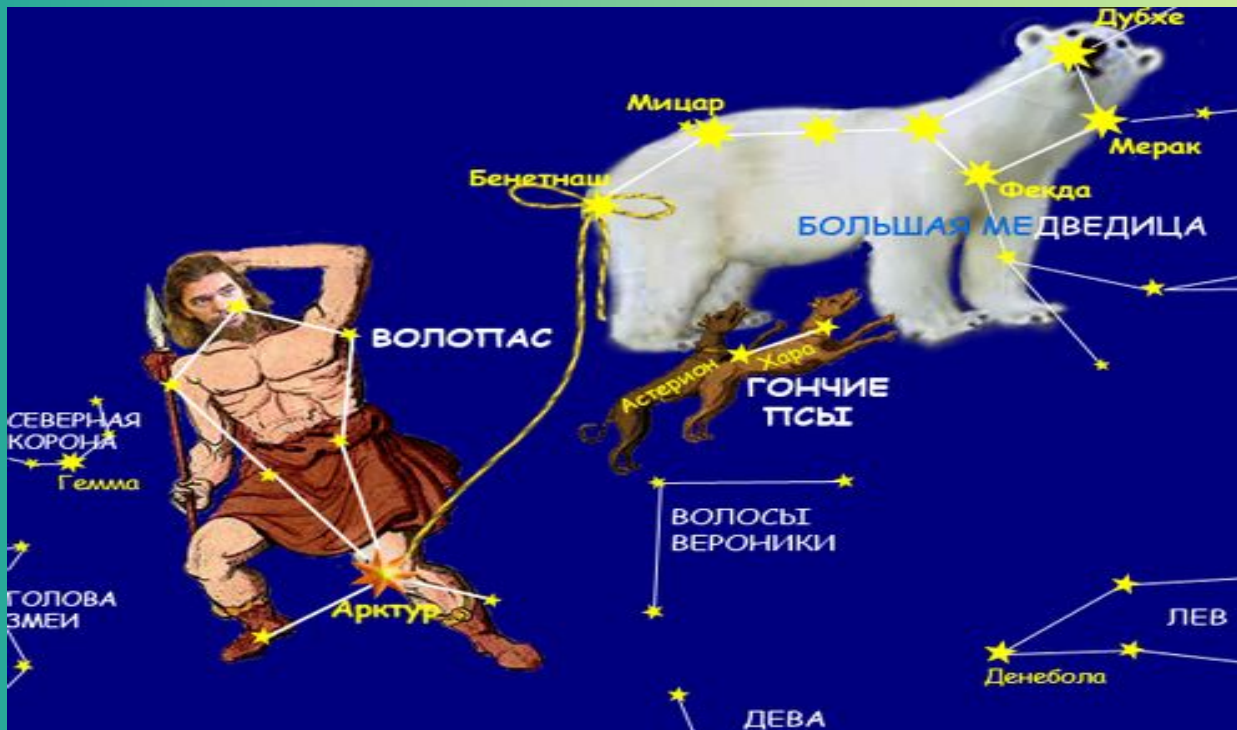 Дубхе
Мицар
Мерак
Бенетнаш
Фекда
БОЛЬШАЯ МЕДВЕДИЦА
ВОЛОПАС
Астерион
Хара
ГОНЧИЕ
ПСЫ
СЕВЕРНАЯ
КОРОНА
Гемма
ВОЛОСЫ
ВЕРОНИКИ
ГОЛОВА
ЗМЕИ
Арктур
ЛЕВ
Денебола
ДЕВА